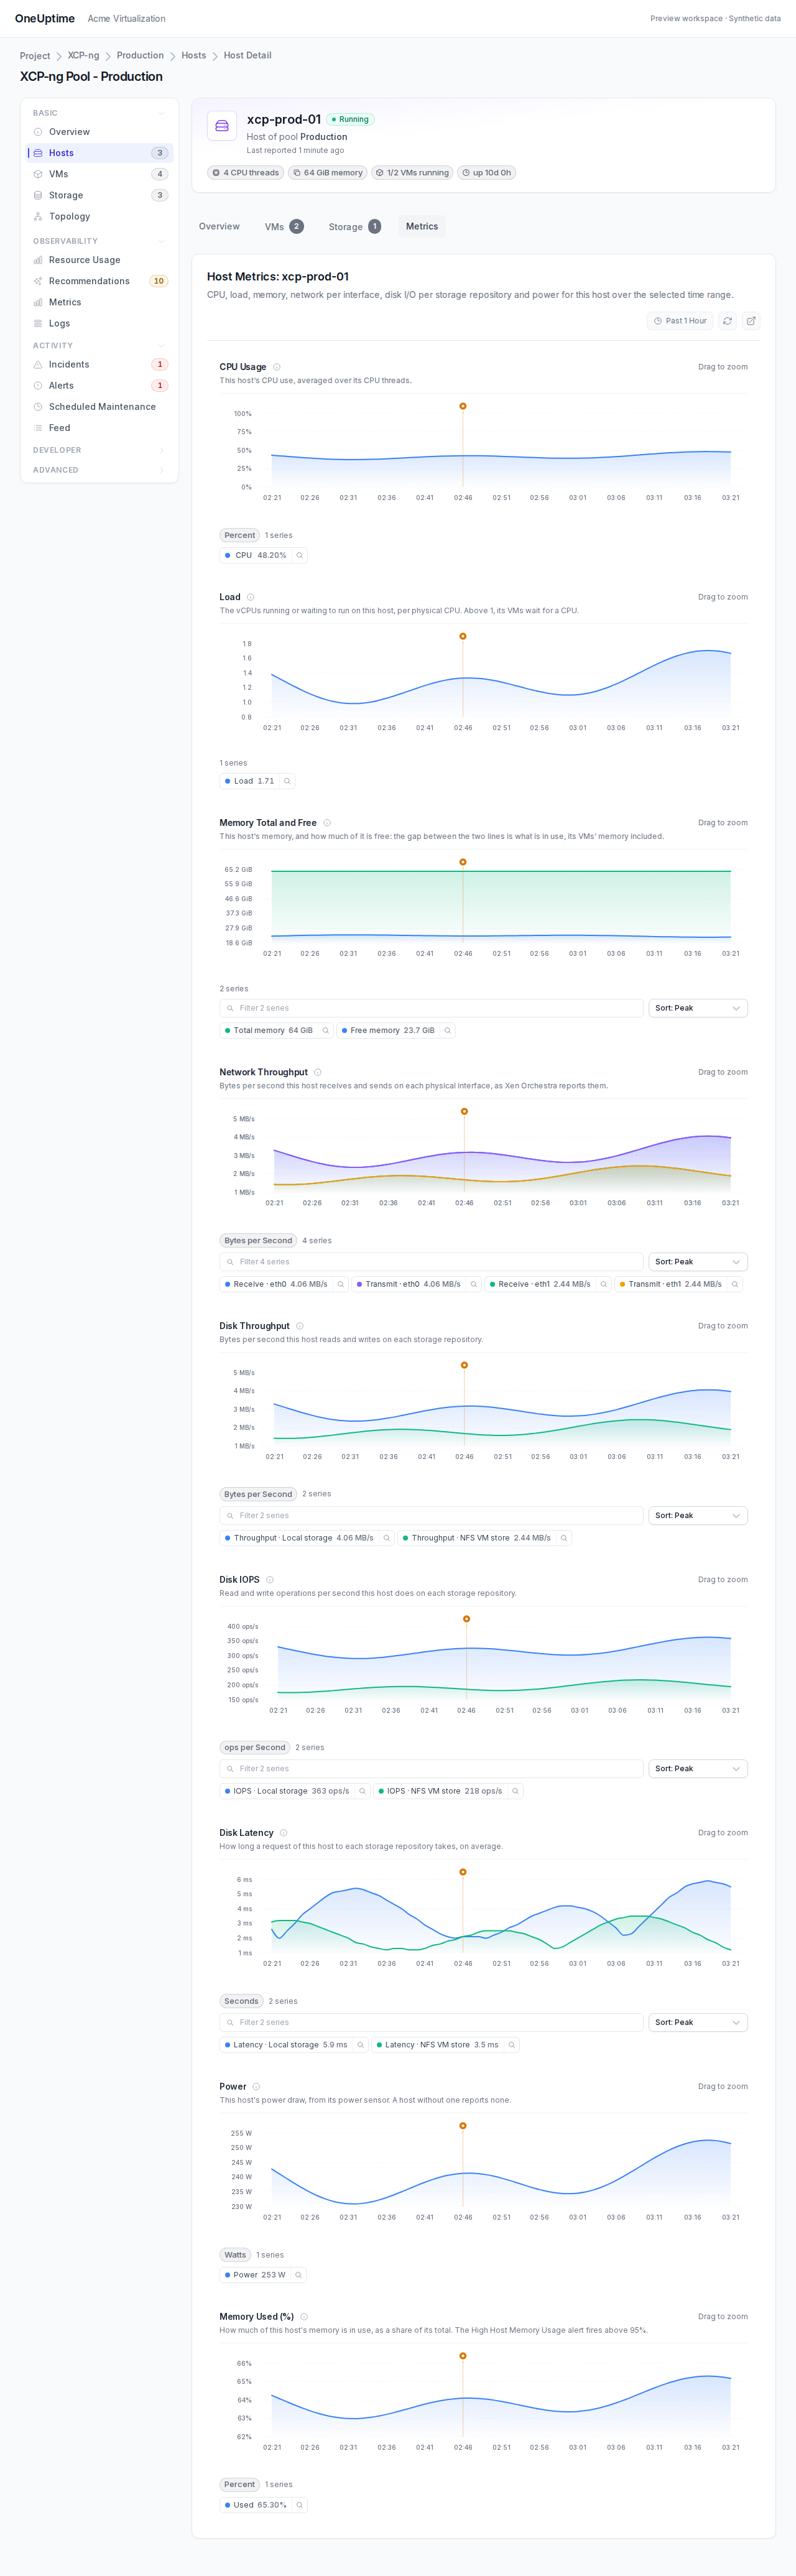 OneUptime Acme Virtualization Preview workspace · Synthetic data
Project XCP-ng Production Hosts Host Detail
XCP-ng Pool - Production
BASIC
Overview
Hosts 3
VMs 4
Storage 3
Topology
OBSERVABILITY
Resource Usage
Recommendations 10
Metrics
Logs
ACTIVITY
Incidents 1
Alerts 1
Scheduled Maintenance
Feed
DEVELOPER
ADVANCED
xcp-prod-01 Running
Host of pool Production
Last reported 1 minute ago
4 CPU threads 64 GiB memory 1/2 VMs running up 10d 0h
Overview VMs 2 Storage 1 Metrics
Host Metrics: xcp-prod-01
CPU, load, memory, network per interface, disk I/O per storage repository and power for this host over the selected time range.
Past 1 Hour
CPU Usage Drag to zoom
This host's CPU use, averaged over its CPU threads.
100%
75%
50%
25%
0%
02:21 02:26 02:31 02:36 02:41 02:46 02:51 02:56 03:01 03:06 03:11 03:16 03:21
Percent 1 series
CPU 48.20%
Load Drag to zoom
The vCPUs running or waiting to run on this host, per physical CPU. Above 1, its VMs wait for a CPU.
1.8
1.6
1.4
1.2
1.0
0.8
02:21 02:26 02:31 02:36 02:41 02:46 02:51 02:56 03:01 03:06 03:11 03:16 03:21
1 series
Load 1.71
Memory Total and Free Drag to zoom
This host's memory, and how much of it is free: the gap between the two lines is what is in use, its VMs' memory included.
65.2 GiB
55.9 GiB
46.6 GiB
37.3 GiB
27.9 GiB
18.6 GiB
02:21 02:26 02:31 02:36 02:41 02:46 02:51 02:56 03:01 03:06 03:11 03:16 03:21
2 series
Filter 2 series Sort: Peak
Total memory 64 GiB Free memory 23.7 GiB
Network Throughput Drag to zoom
Bytes per second this host receives and sends on each physical interface, as Xen Orchestra reports them.
5 MB/s
4 MB/s
3 MB/s
2 MB/s
1 MB/s
02:21 02:26 02:31 02:36 02:41 02:46 02:51 02:56 03:01 03:06 03:11 03:16 03:21
Bytes per Second 4 series
Filter 4 series Sort: Peak
Receive · eth0 4.06 MB/s Transmit · eth0 4.06 MB/s Receive · eth1 2.44 MB/s Transmit · eth1 2.44 MB/s
Disk Throughput Drag to zoom
Bytes per second this host reads and writes on each storage repository.
5 MB/s
4 MB/s
3 MB/s
2 MB/s
1 MB/s
02:21 02:26 02:31 02:36 02:41 02:46 02:51 02:56 03:01 03:06 03:11 03:16 03:21
Bytes per Second 2 series
Filter 2 series Sort: Peak
Throughput · Local storage 4.06 MB/s Throughput · NFS VM store 2.44 MB/s
Disk IOPS Drag to zoom
Read and write operations per second this host does on each storage repository.
400 ops/s
350 ops/s
300 ops/s
250 ops/s
200 ops/s
150 ops/s
02:21 02:26 02:31 02:36 02:41 02:46 02:51 02:56 03:01 03:06 03:11 03:16 03:21
ops per Second 2 series
Filter 2 series Sort: Peak
IOPS · Local storage 363 ops/s IOPS · NFS VM store 218 ops/s
Disk Latency Drag to zoom
How long a request of this host to each storage repository takes, on average.
6 ms
5 ms
4 ms
3 ms
2 ms
1 ms
02:21 02:26 02:31 02:36 02:41 02:46 02:51 02:56 03:01 03:06 03:11 03:16 03:21
Seconds 2 series
Filter 2 series Sort: Peak
Latency · Local storage 5.9 ms Latency · NFS VM store 3.5 ms
Power Drag to zoom
This host's power draw, from its power sensor. A host without one reports none.
255 W
250 W
245 W
240 W
235 W
230 W
02:21 02:26 02:31 02:36 02:41 02:46 02:51 02:56 03:01 03:06 03:11 03:16 03:21
Watts 1 series
Power 253 W
Memory Used (%) Drag to zoom
How much of this host's memory is in use, as a share of its total. The High Host Memory Usage alert fires above 95%.
66%
65%
64%
63%
62%
02:21 02:26 02:31 02:36 02:41 02:46 02:51 02:56 03:01 03:06 03:11 03:16 03:21
Percent 1 series
Used 65.30%